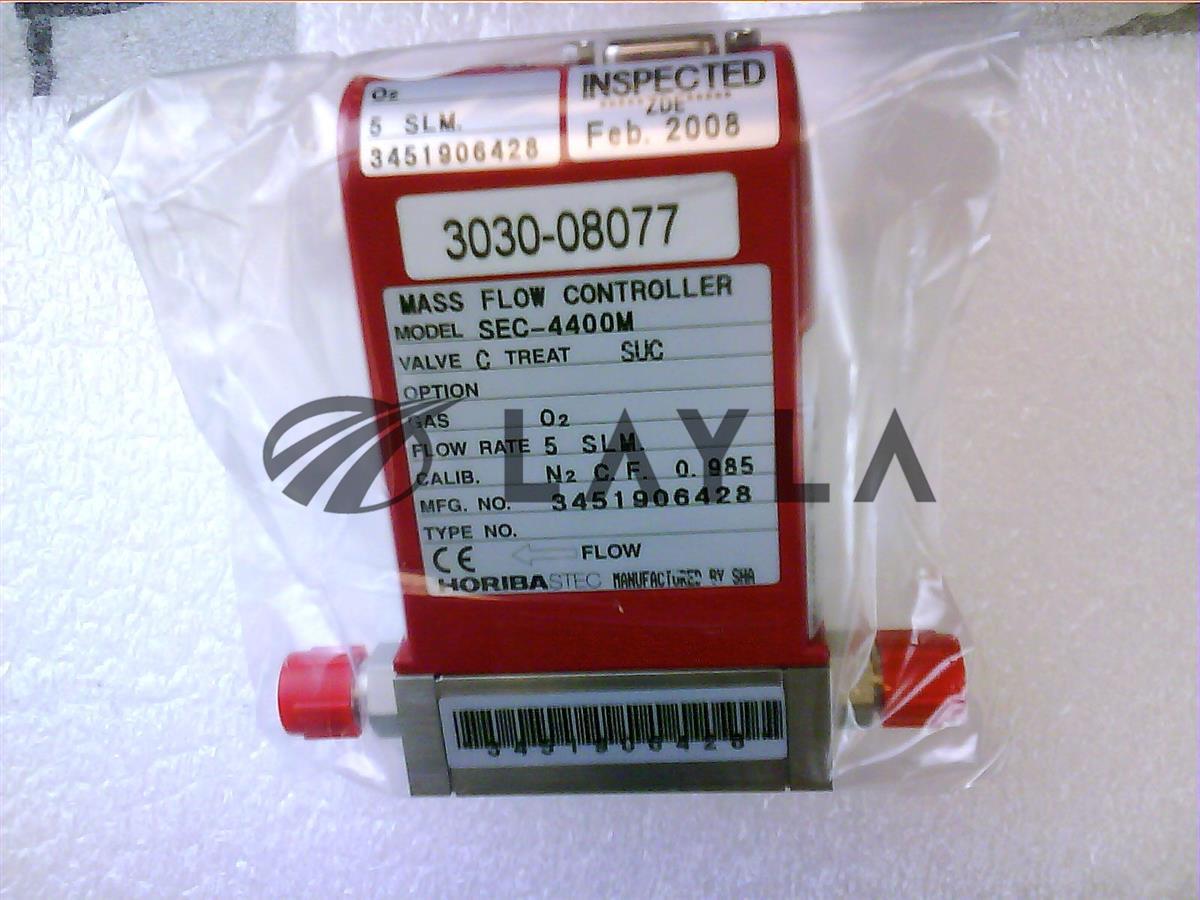 O2
5 SLM.
3451906428
INSPECTED
ZDE
Feb. 2008
3030-08077
MASS FLOW CONTROLLER
MODEL SEC-4400M
VALVE C TREAT SUC
OPTION
GAS O2
FLOW RATE 5 SLM.
CALIB. N2 C.F. 0.985
MFG. NO. 3451906428
TYPE NO.
CE FLOW
HORIBASTEC MANUFACTURED BY SHA
LAYLA
3451906428